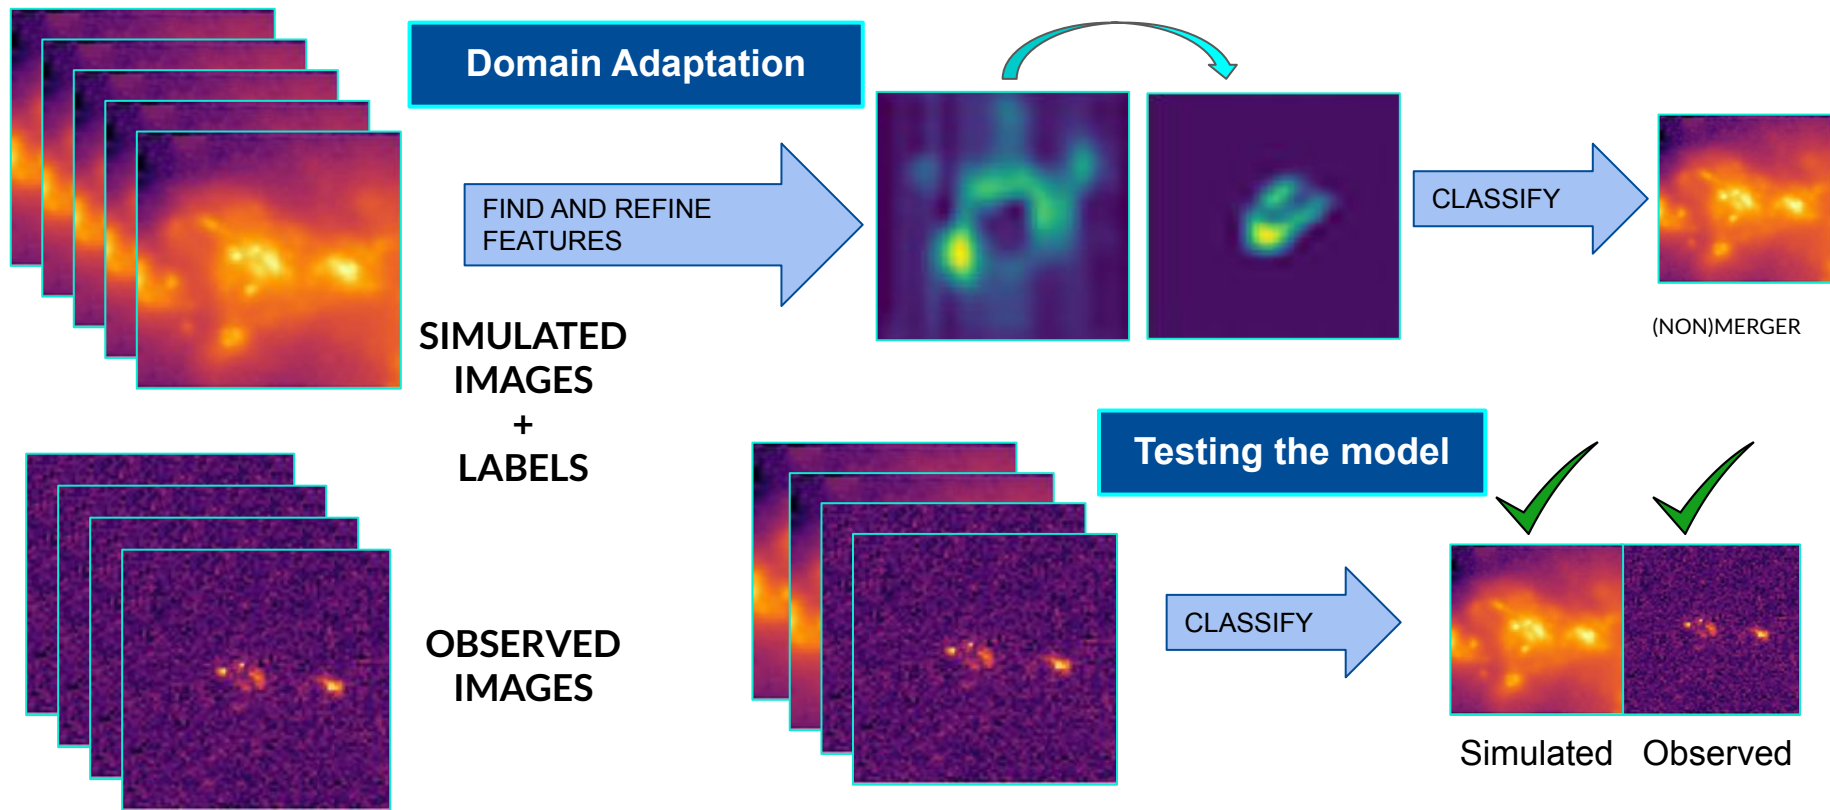 Domain Adaptation
FIND AND REFINE
FEATURES
CLASSIFY
(NON)MERGER
SIMULATED
IMAGES
+
LABELS
OBSERVED
IMAGES
Testing the model
CLASSIFY
Simulated
Observed